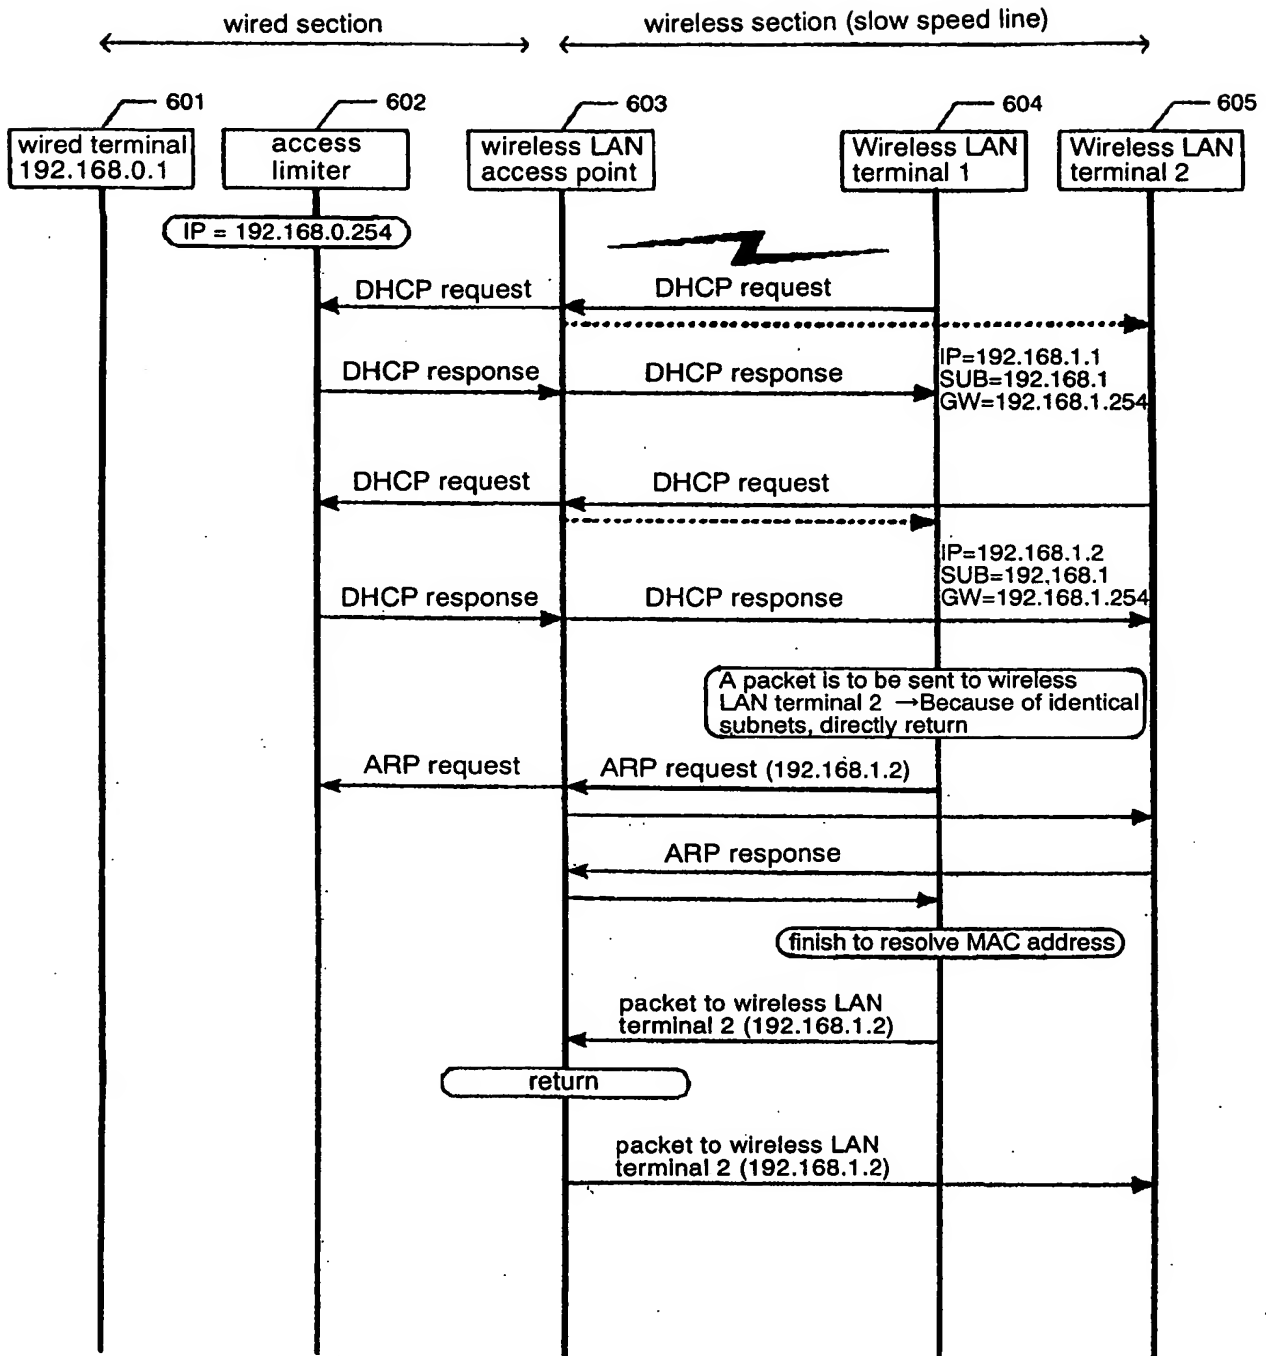 wired section
wireless section (slow speed line)
601
602
603
604
605
wired terminal
192.168.0.1
access
limiter
wireless LAN
access point
Wireless LAN
terminal 1
Wireless LAN
terminal 2
IP = 192.168.0.254
DHCP request
DHCP request
DHCP response
DHCP response
IP=192.168.1.1
SUB=192.168.1
GW=192.168.1.254
DHCP request
DHCP request
IP=192.168.1.2
SUB=192.168.1
GW=192.168.1.254
DHCP response
DHCP response
A packet is to be sent to wireless
LAN terminal 2 →Because of identical
subnets, directly return
ARP request
ARP request (192.168.1.2)
ARP response
finish to resolve MAC address
packet to wireless LAN
terminal 2 (192.168.1.2)
return
packet to wireless LAN
terminal 2 (192.168.1.2)